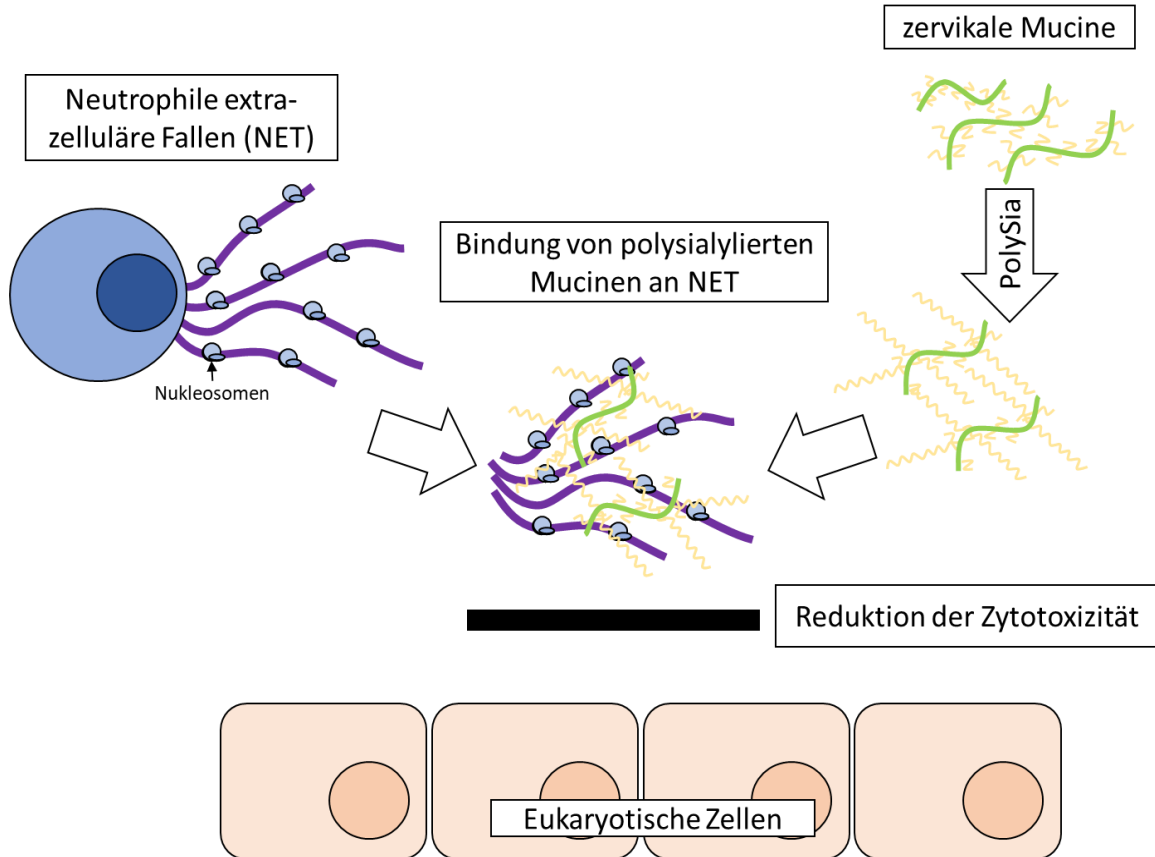 zervikale Mucine
Neutrophile extra-
zelluläre Fallen (NET)
Bindung von polysialylierten
Mucinen an NET
PolySia
Nukleosomen
Reduktion der Zytotoxizität
Eukaryotische Zellen